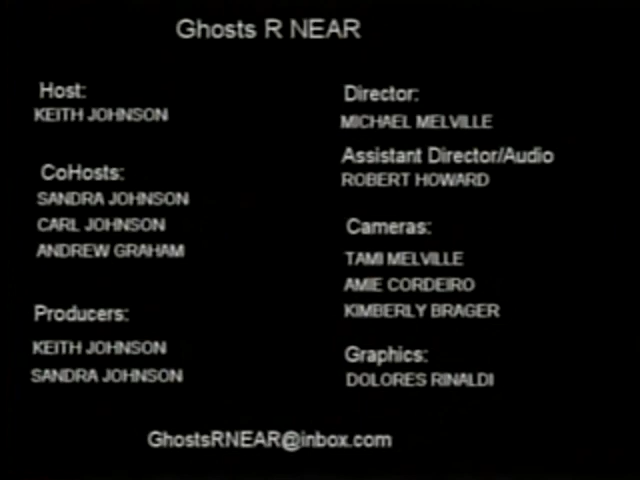 Ghosts R NEAR
Host:
KEITH JOHNSON
CoHosts:
SANDRA JOHNSON
CARL JOHNSON
ANDREW GRAHAM
Producers:
KEITH JOHNSON
SANDRA JOHNSON
Director:
MICHAEL MELVILLE
Assistant Director/Audio
ROBERT HOWARD
Cameras:
TAMI MELVILLE
AMIE CORDEIRO
KIMBERLY BRAGER
Graphics:
DOLORES RINALDI
GhostsRNEAR@inbox.com